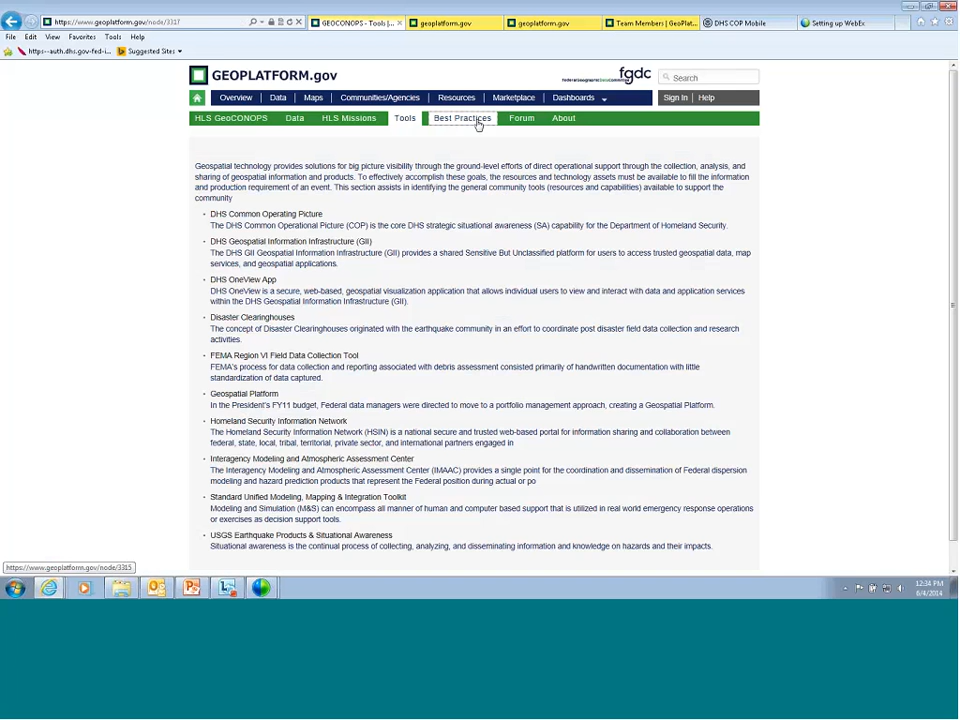 https://www.geoplatform.gov/node/3317
GEOCONOPS - Tools |...
geoplatform.gov
geoplatform.gov
Team Members | GeoPlat...
DHS COP Mobile
Setting up WebEx
File Edit View Favorites Tools Help
https--auth.dhs.gov-fed-i...
Suggested Sites
GEOPLATFORM.gov
fgdc
Search
Overview Data Maps Communities/Agencies Resources Marketplace Dashboards
Sign In | Help
HLS GeoCONOPS Data HLS Missions Tools Best Practices Forum About
Geospatial technology provides solutions for big picture visibility through the ground-level efforts of direct operational support through the collection, analysis, and
sharing of geospatial information and products. To effectively accomplish these goals, the resources and technology assets must be available to fill the information
and production requirement of an event. This section assists in identifying the general community tools (resources and capabilities) available to support the
community
DHS Common Operating Picture
The DHS Common Operational Picture (COP) is the core DHS strategic situational awareness (SA) capability for the Department of Homeland Security.
DHS Geospatial Information Infrastructure (GII)
The DHS GII Geospatial Information Infrastructure (GII) provides a shared Sensitive But Unclassified platform for users to access trusted geospatial data, map
services, and geospatial applications.
DHS OneView App
DHS OneView is a secure, web-based, geospatial visualization application that allows individual users to view and interact with data and application services
within the DHS Geospatial Information Infrastructure (GII).
Disaster Clearinghouses
The concept of Disaster Clearinghouses originated with the earthquake community in an effort to coordinate post disaster field data collection and research
activities.
FEMA Region VI Field Data Collection Tool
FEMA's process for data collection and reporting associated with debris assessment consisted primarily of handwritten documentation with little
standardization of data captured.
Geospatial Platform
In the President's FY11 budget, Federal data managers were directed to move to a portfolio management approach, creating a Geospatial Platform.
Homeland Security Information Network
The Homeland Security Information Network (HSIN) is a national secure and trusted web-based portal for information sharing and collaboration between
federal, state, local, tribal, territorial, private sector, and international partners engaged in
Interagency Modeling and Atmospheric Assessment Center
The Interagency Modeling and Atmospheric Assessment Center (IMAAC) provides a single point for the coordination and dissemination of Federal dispersion
modeling and hazard prediction products that represent the Federal position during actual or po
Standard Unified Modeling, Mapping & Integration Toolkit
Modeling and Simulation (M&S) can encompass all manner of human and computer based support that is utilized in real world emergency response operations
or exercises as decision support tools.
USGS Earthquake Products & Situational Awareness
Situational awareness is the continual process of collecting, analyzing, and disseminating information and knowledge on hazards and their impacts.
https://www.geoplatform.gov/node/3315
12:34 PM
6/4/2014